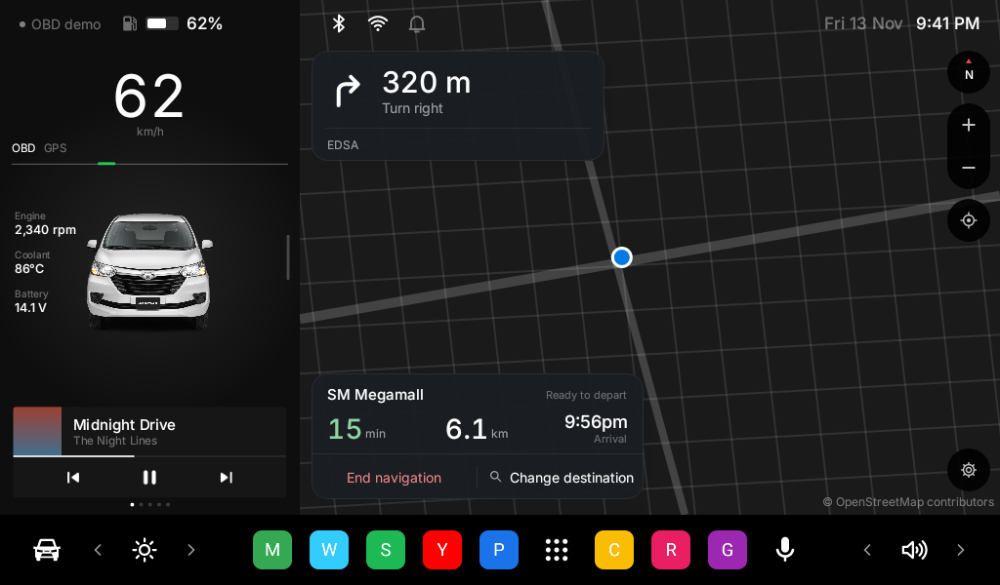 OBD demo
62%
Fri 13 Nov 9:41 PM
62
km/h
OBD GPS
Engine
2,340 rpm
Coolant
86°C
Battery
14.1 V
Midnight Drive
The Night Lines
320 m
Turn right
EDSA
N
+
−
SM Megamall
Ready to depart
15 min
6.1 km
9:56pm
Arrival
End navigation
Change destination
© OpenStreetMap contributors
M W S Y P C R G